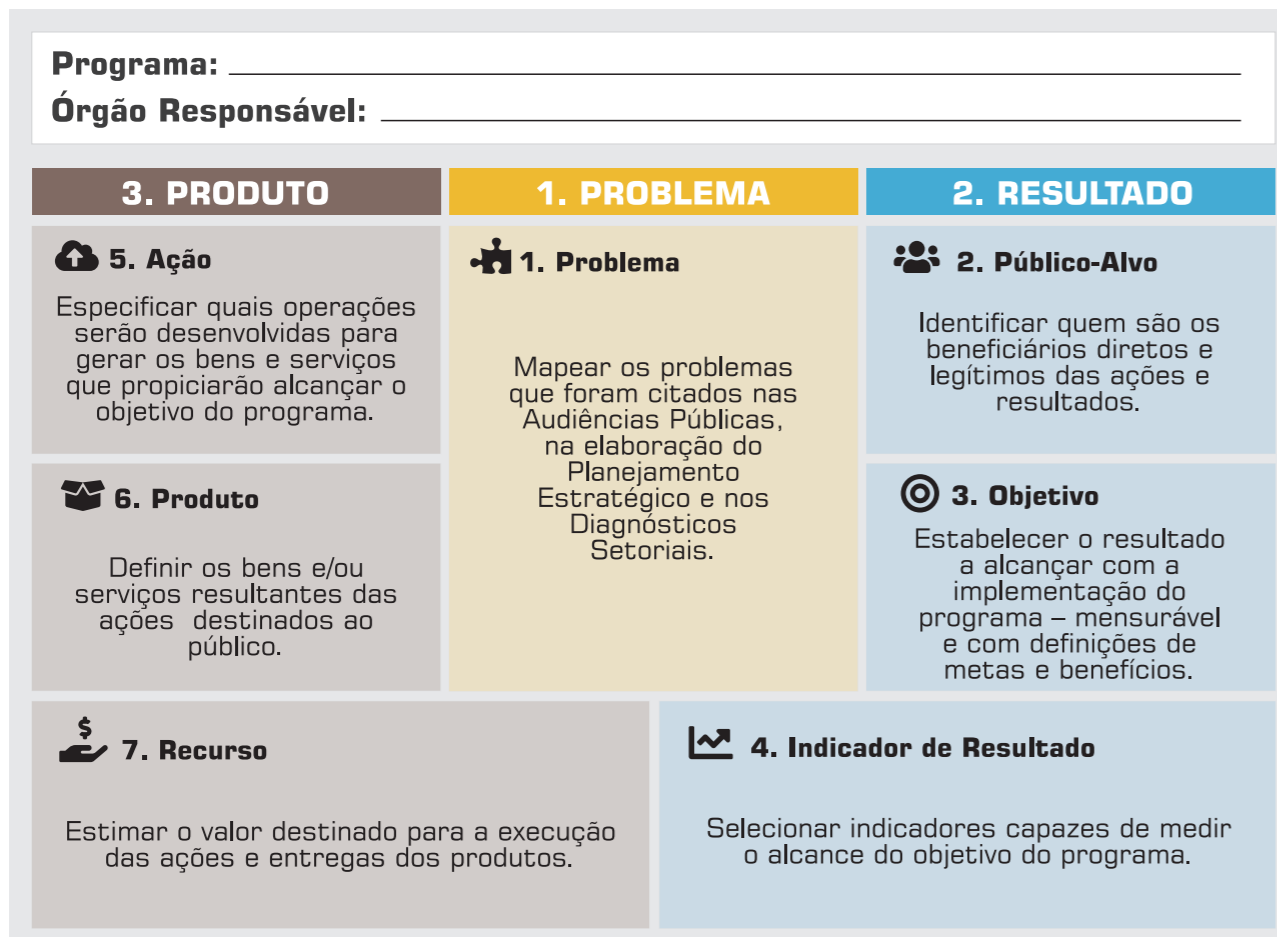 Programa:
Órgão Responsável:
3. PRODUTO
5. Ação
Especificar quais operações
serão desenvolvidas para
gerar os bens e serviços
que propiciarão alcançar o
objetivo do programa.
6. Produto
Definir os bens e/ou
serviços resultantes das
ações destinados ao
público.
1. PROBLEMA
1. Problema
Mapear os problemas
que foram citados nas
Audiências Públicas,
na elaboração do
Planejamento
Estratégico e nos
Diagnósticos
Setoriais.
2. RESULTADO
2. Público-Alvo
Identificar quem são os
beneficiários diretos e
legítimos das ações e
resultados.
3. Objetivo
Estabelecer o resultado
a alcançar com a
implementação do
programa – mensurável
e com definições de
metas e benefícios.
$
7. Recurso
Estimar o valor destinado para a execução
das ações e entregas dos produtos.
4. Indicador de Resultado
Selecionar indicadores capazes de medir
o alcance do objetivo do programa.